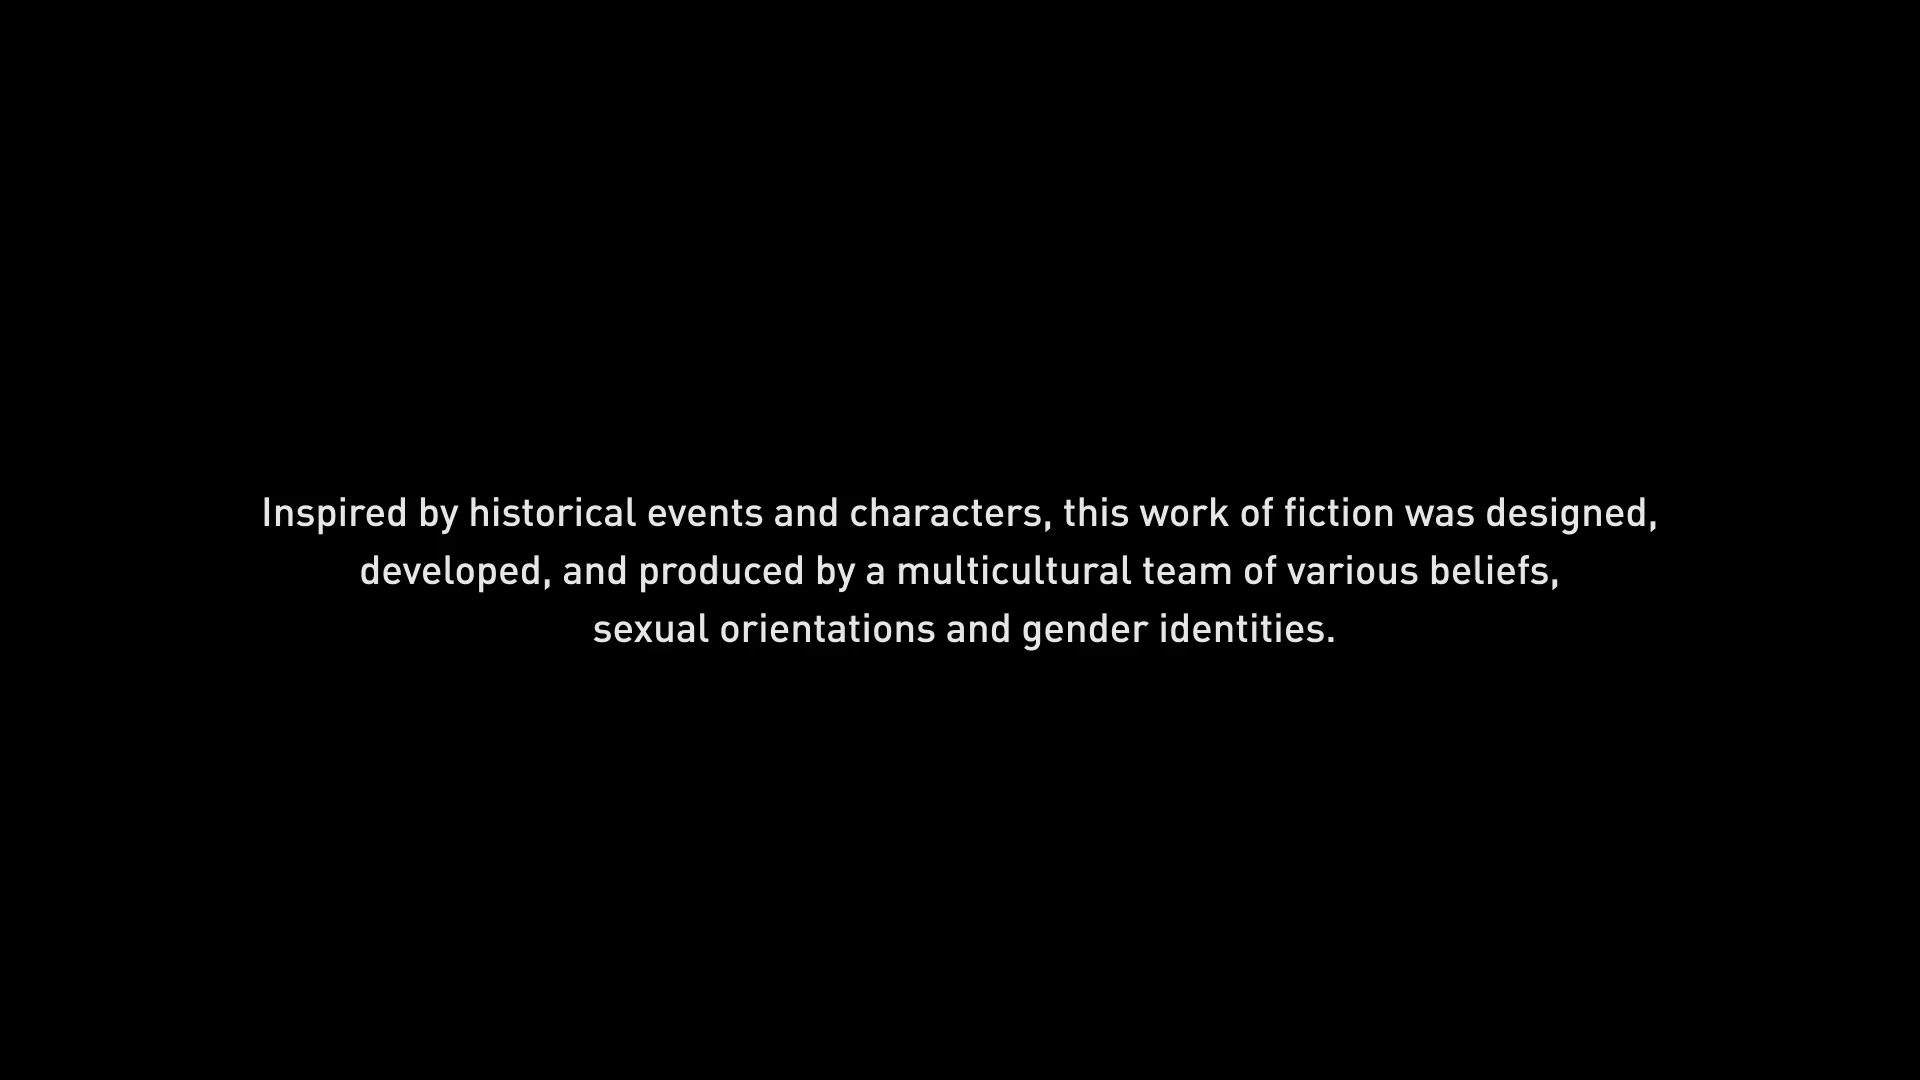 Inspired by historical events and characters, this work of fiction was designed,
developed, and produced by a multicultural team of various beliefs,
sexual orientations and gender identities.